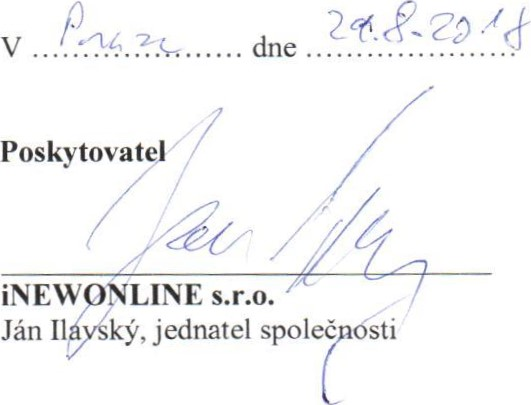 V Praze dne 29.8.2018
Poskytovatel
iNEWONLINE s.r.o.
Ján Ilavský, jednatel společnosti